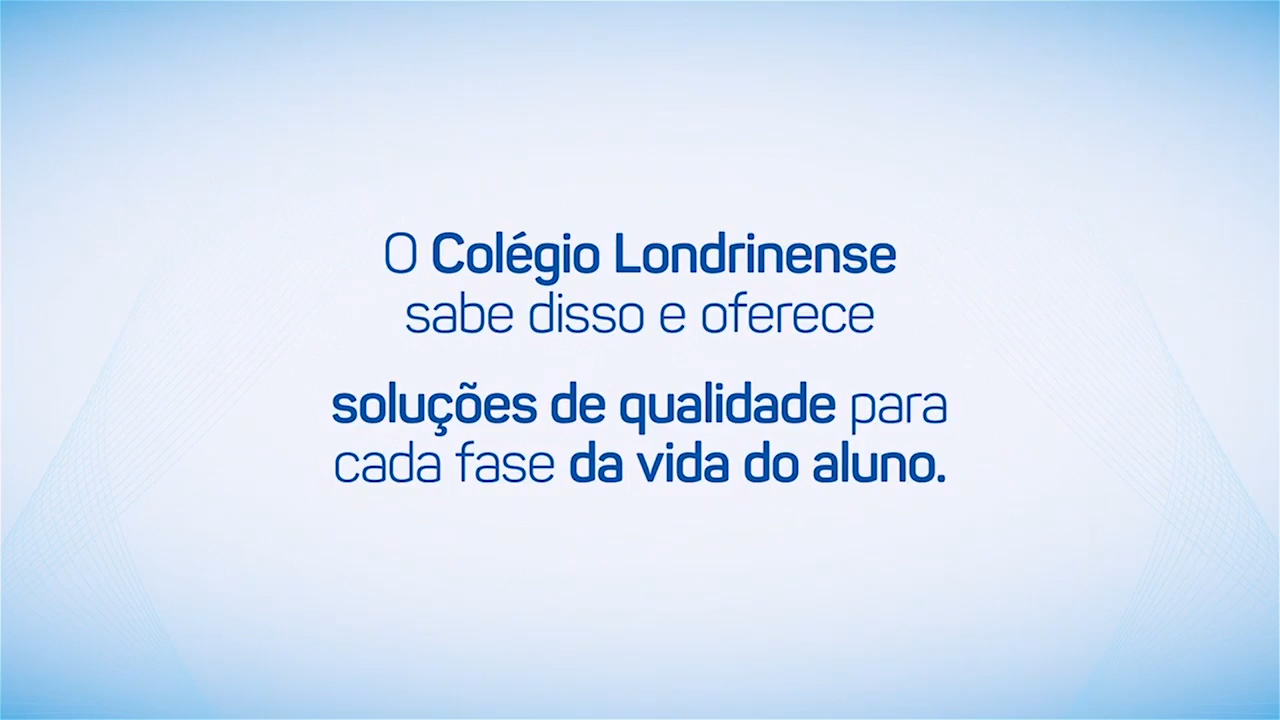 O Colégio Londrinense
sabe disso e oferece
soluções de qualidade para
cada fase da vida do aluno.